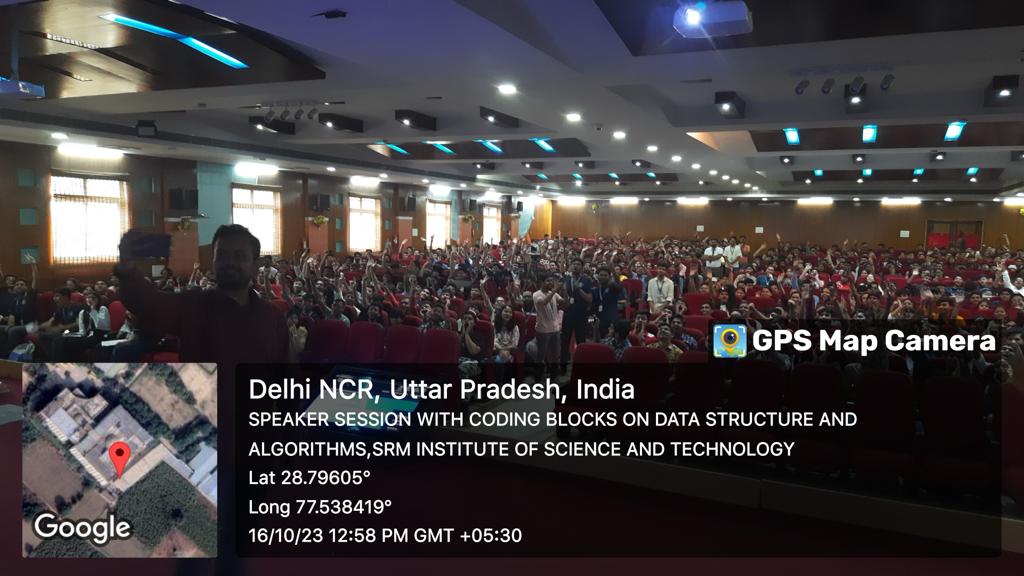 GPS Map Camera
Delhi NCR, Uttar Pradesh, India
SPEAKER SESSION WITH CODING BLOCKS ON DATA STRUCTURE AND
ALGORITHMS,SRM INSTITUTE OF SCIENCE AND TECHNOLOGY
Lat 28.79605°
Long 77.538419°
16/10/23 12:58 PM GMT +05:30
Google